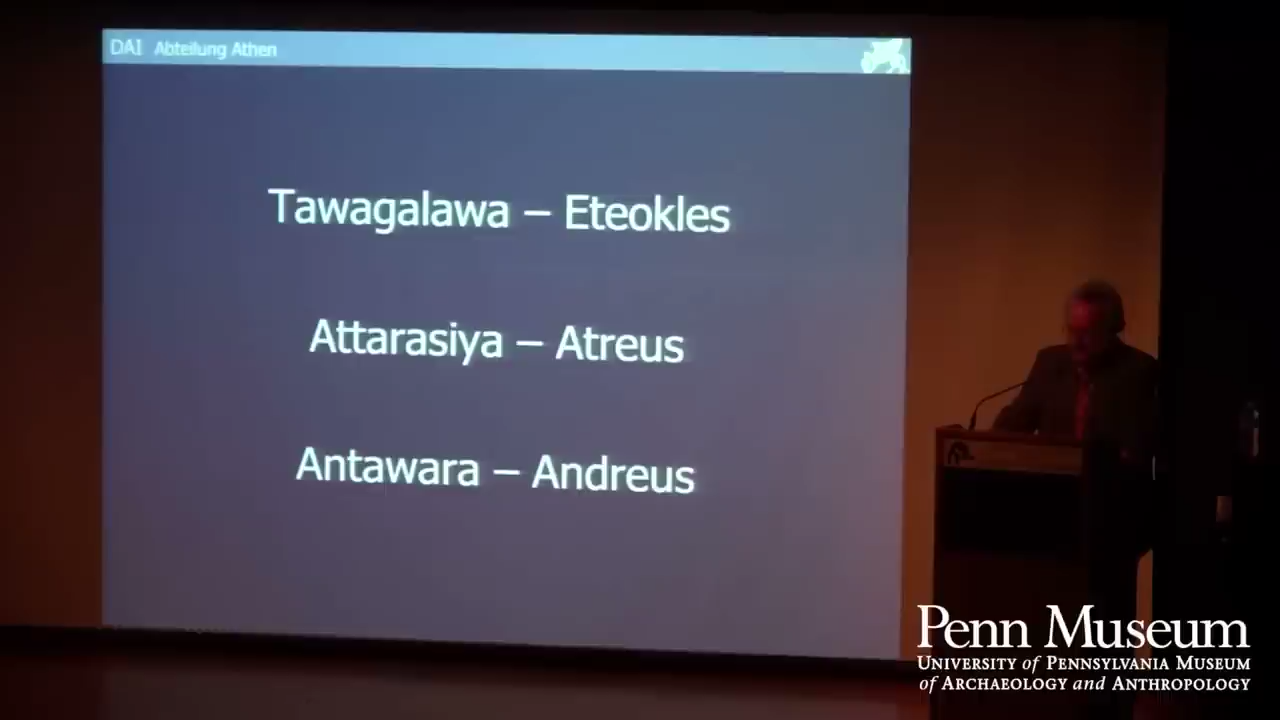 DAI Abteilung Athen
Tawagalawa – Eteokles
Attarasiya – Atreus
Antawara – Andreus
Penn Museum
University of Pennsylvania Museum
of Archaeology and Anthropology